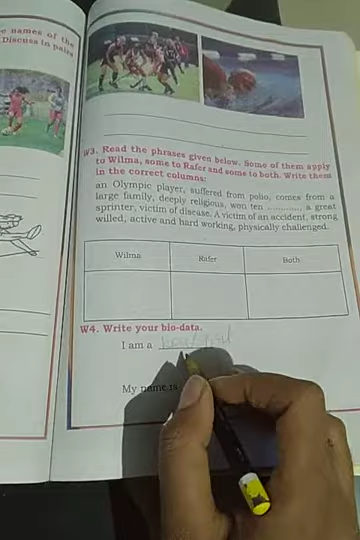 names of the
Discuss in pairs
W3. Read the phrases given below. Some of them apply
to Wilma, some to Rafer and some to both. Write them
in the correct columns:
an Olympic player, suffered from polio, comes from a
large family, deeply religious, won ten ............, a great
sprinter, victim of disease. A victim of an accident, strong
willed, active and hard working, physically challenged.
Wilma Rafer Both
W4. Write your bio-data.
I am a
My name is